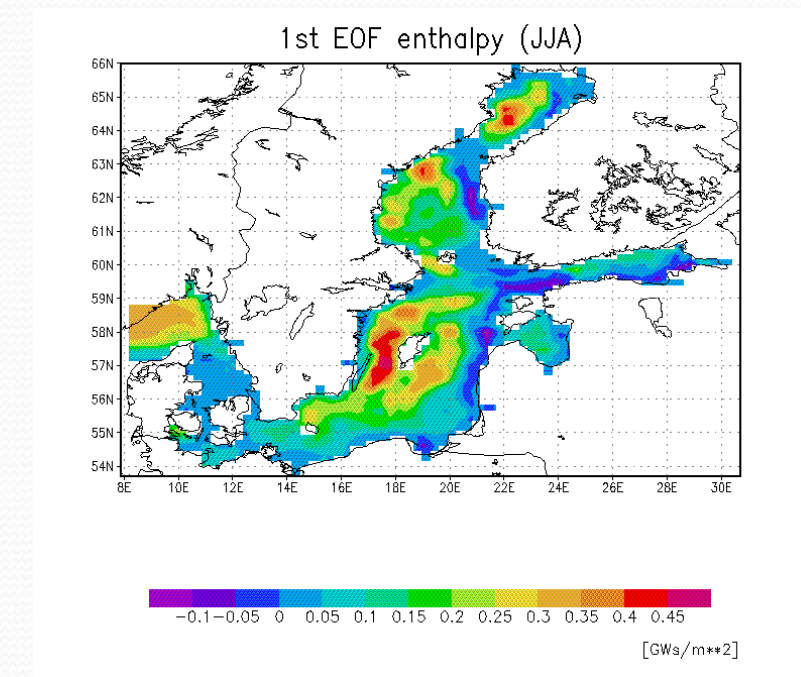 1st EOF enthalpy (JJA)
66N
65N
64N
63N
62N
61N
60N
59N
58N
57N
56N
55N
54N
8E 10E 12E 14E 16E 18E 20E 22E 24E 26E 28E 30E
-0.1 -0.05 0 0.05 0.1 0.15 0.2 0.25 0.3 0.35 0.4 0.45
[GWs/m**2]